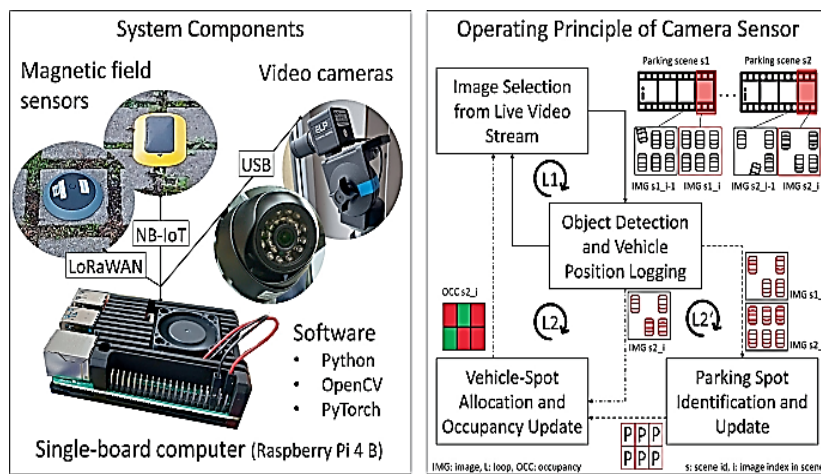 System Components
Magnetic field
sensors
Video cameras
USB
NB-IoT
LoRaWAN
Software
• Python
• OpenCV
• PyTorch
Single-board computer (Raspberry Pi 4 B)
Operating Principle of Camera Sensor
Parking scene s1
Parking scene s2
Image Selection
from Live Video
Stream
...
IMG s1_i-1
IMG s1_i
IMG s2_i-1
IMG s2_i
L1
Object Detection
and Vehicle
Position Logging
OCC s2_i
L2
IMG s2_i
L2'
IMG s1_
IMG s2_
Vehicle-Spot
Allocation and
Occupancy Update
Parking Spot
Identification and
Update
P P P
P P P
IMG: image, L: loop, OCC: occupancy
s: scene id, i: image index in scene